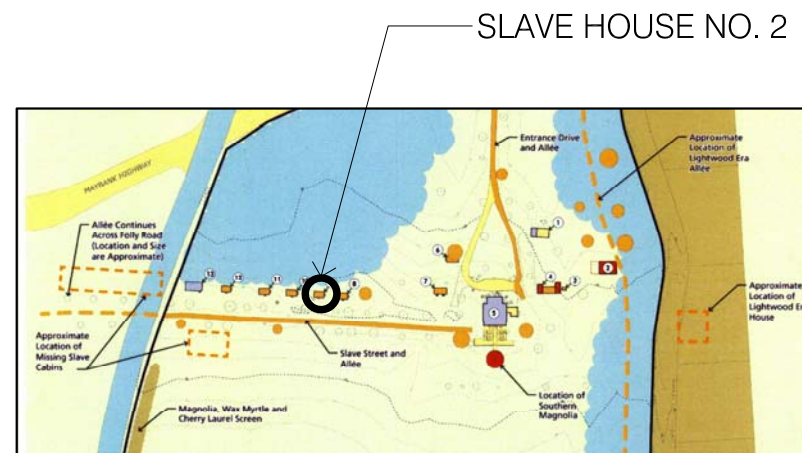 SLAVE HOUSE NO. 2
MAYBANK HIGHWAY
Entrance Drive
and Allée
Approximate
Location of
Lightwood Era
Allée
Allée Continues
Across Folly Road
(Location and Size
are Approximate)
1
6
2
12
13
11
8
7
4
3
5
Approximate
Location of
Lightwood Era
House
Approximate
Location of
Missing Slave
Cabins
Slave Street and
Allée
Location of
Southern
Magnolia
Magnolia, Wax Myrtle and
Cherry Laurel Screen